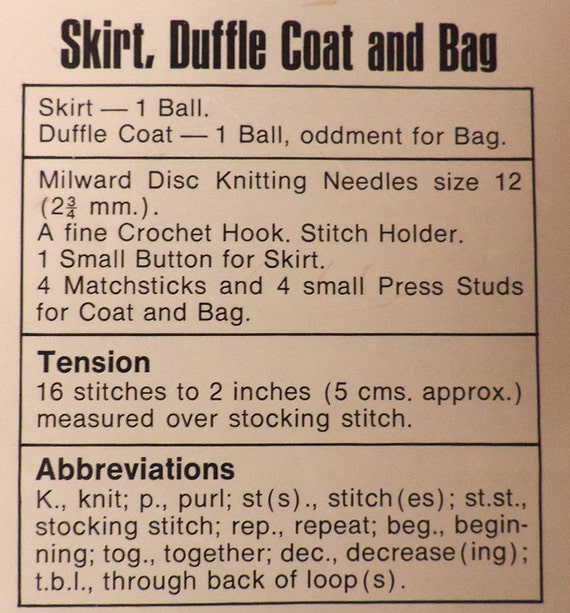 Skirt, Duffle Coat and Bag
Skirt — 1 Ball.
Duffle Coat — 1 Ball, oddment for Bag.
Milward Disc Knitting Needles size 12
(2¾ mm.).
A fine Crochet Hook. Stitch Holder.
1 Small Button for Skirt.
4 Matchsticks and 4 small Press Studs
for Coat and Bag.
Tension
16 stitches to 2 inches (5 cms. approx.)
measured over stocking stitch.
Abbreviations
K., knit; p., purl; st(s)., stitch(es); st.st.,
stocking stitch; rep., repeat; beg., begin-
ning; tog., together; dec., decrease(ing);
t.b.l., through back of loop(s).